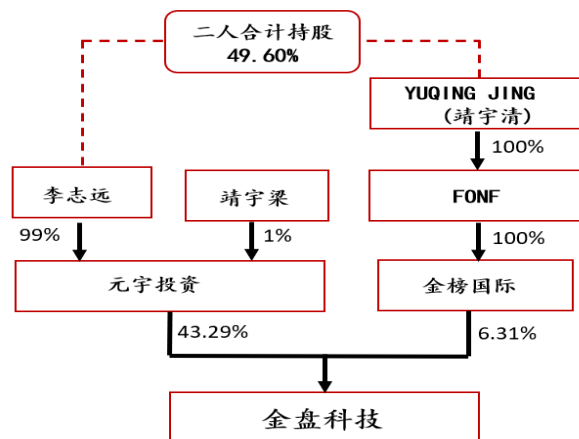 二人合计持股
49.60%
YUQING JING
(靖宇清)
100%
李志远
靖宇梁
FONF
99%
1%
100%
元宇投资
金榜国际
43.29%
6.31%
金盘科技